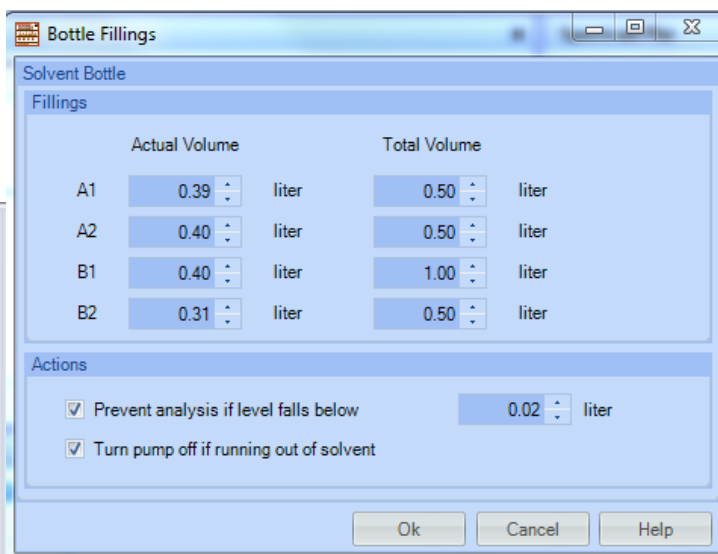 Bottle Fillings
Solvent Bottle
Fillings
Actual Volume Total Volume
A1 0.39 liter 0.50 liter
A2 0.40 liter 0.50 liter
B1 0.40 liter 1.00 liter
B2 0.31 liter 0.50 liter
Actions
Prevent analysis if level falls below 0.02 liter
Turn pump off if running out of solvent
Ok Cancel Help